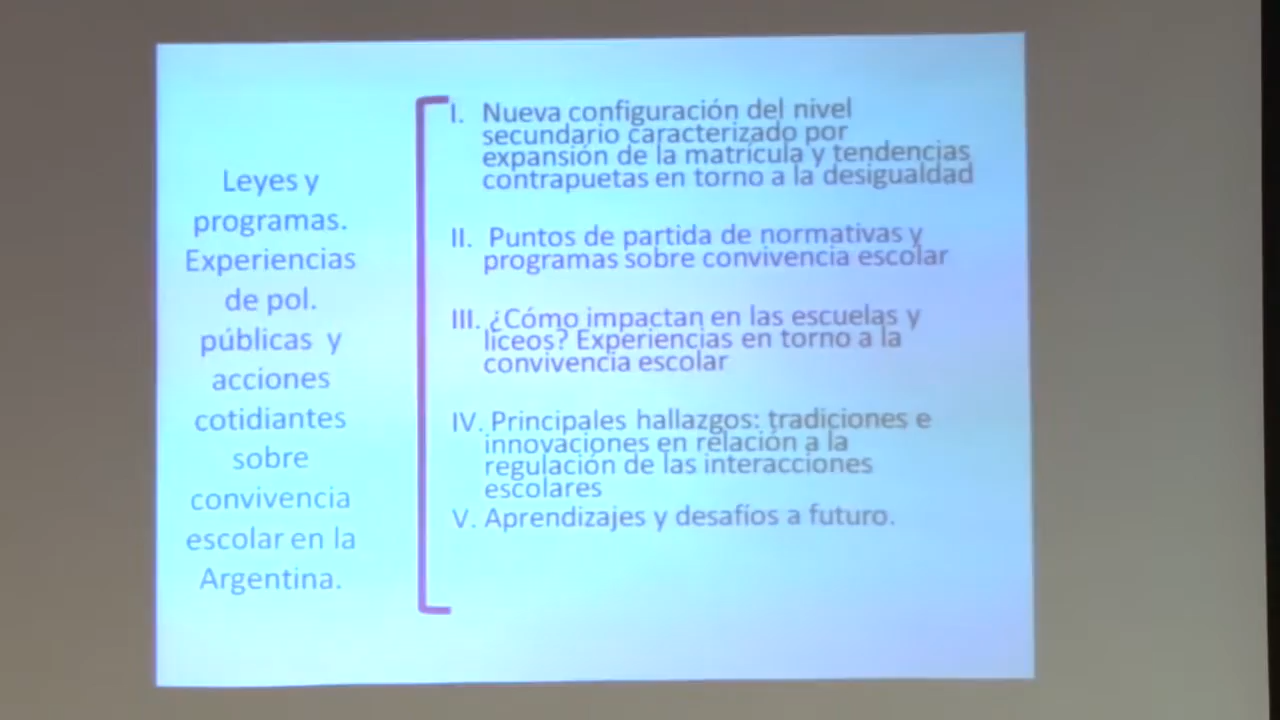 Leyes y
programas.
Experiencias
de pol.
públicas y
acciones
cotidiantes
sobre
convivencia
escolar en la
Argentina.
I. Nueva configuración del nivel
secundario caracterizado por
expansión de la matrícula y tendencias
contrapuetas en torno a la desigualdad
II. Puntos de partida de normativas y
programas sobre convivencia escolar
III. ¿Cómo impactan en las escuelas y
liceos? Experiencias en torno a la
convivencia escolar
IV. Principales hallazgos: tradiciones e
innovaciones en relación a la
regulación de las interacciones
escolares
V. Aprendizajes y desafíos a futuro.